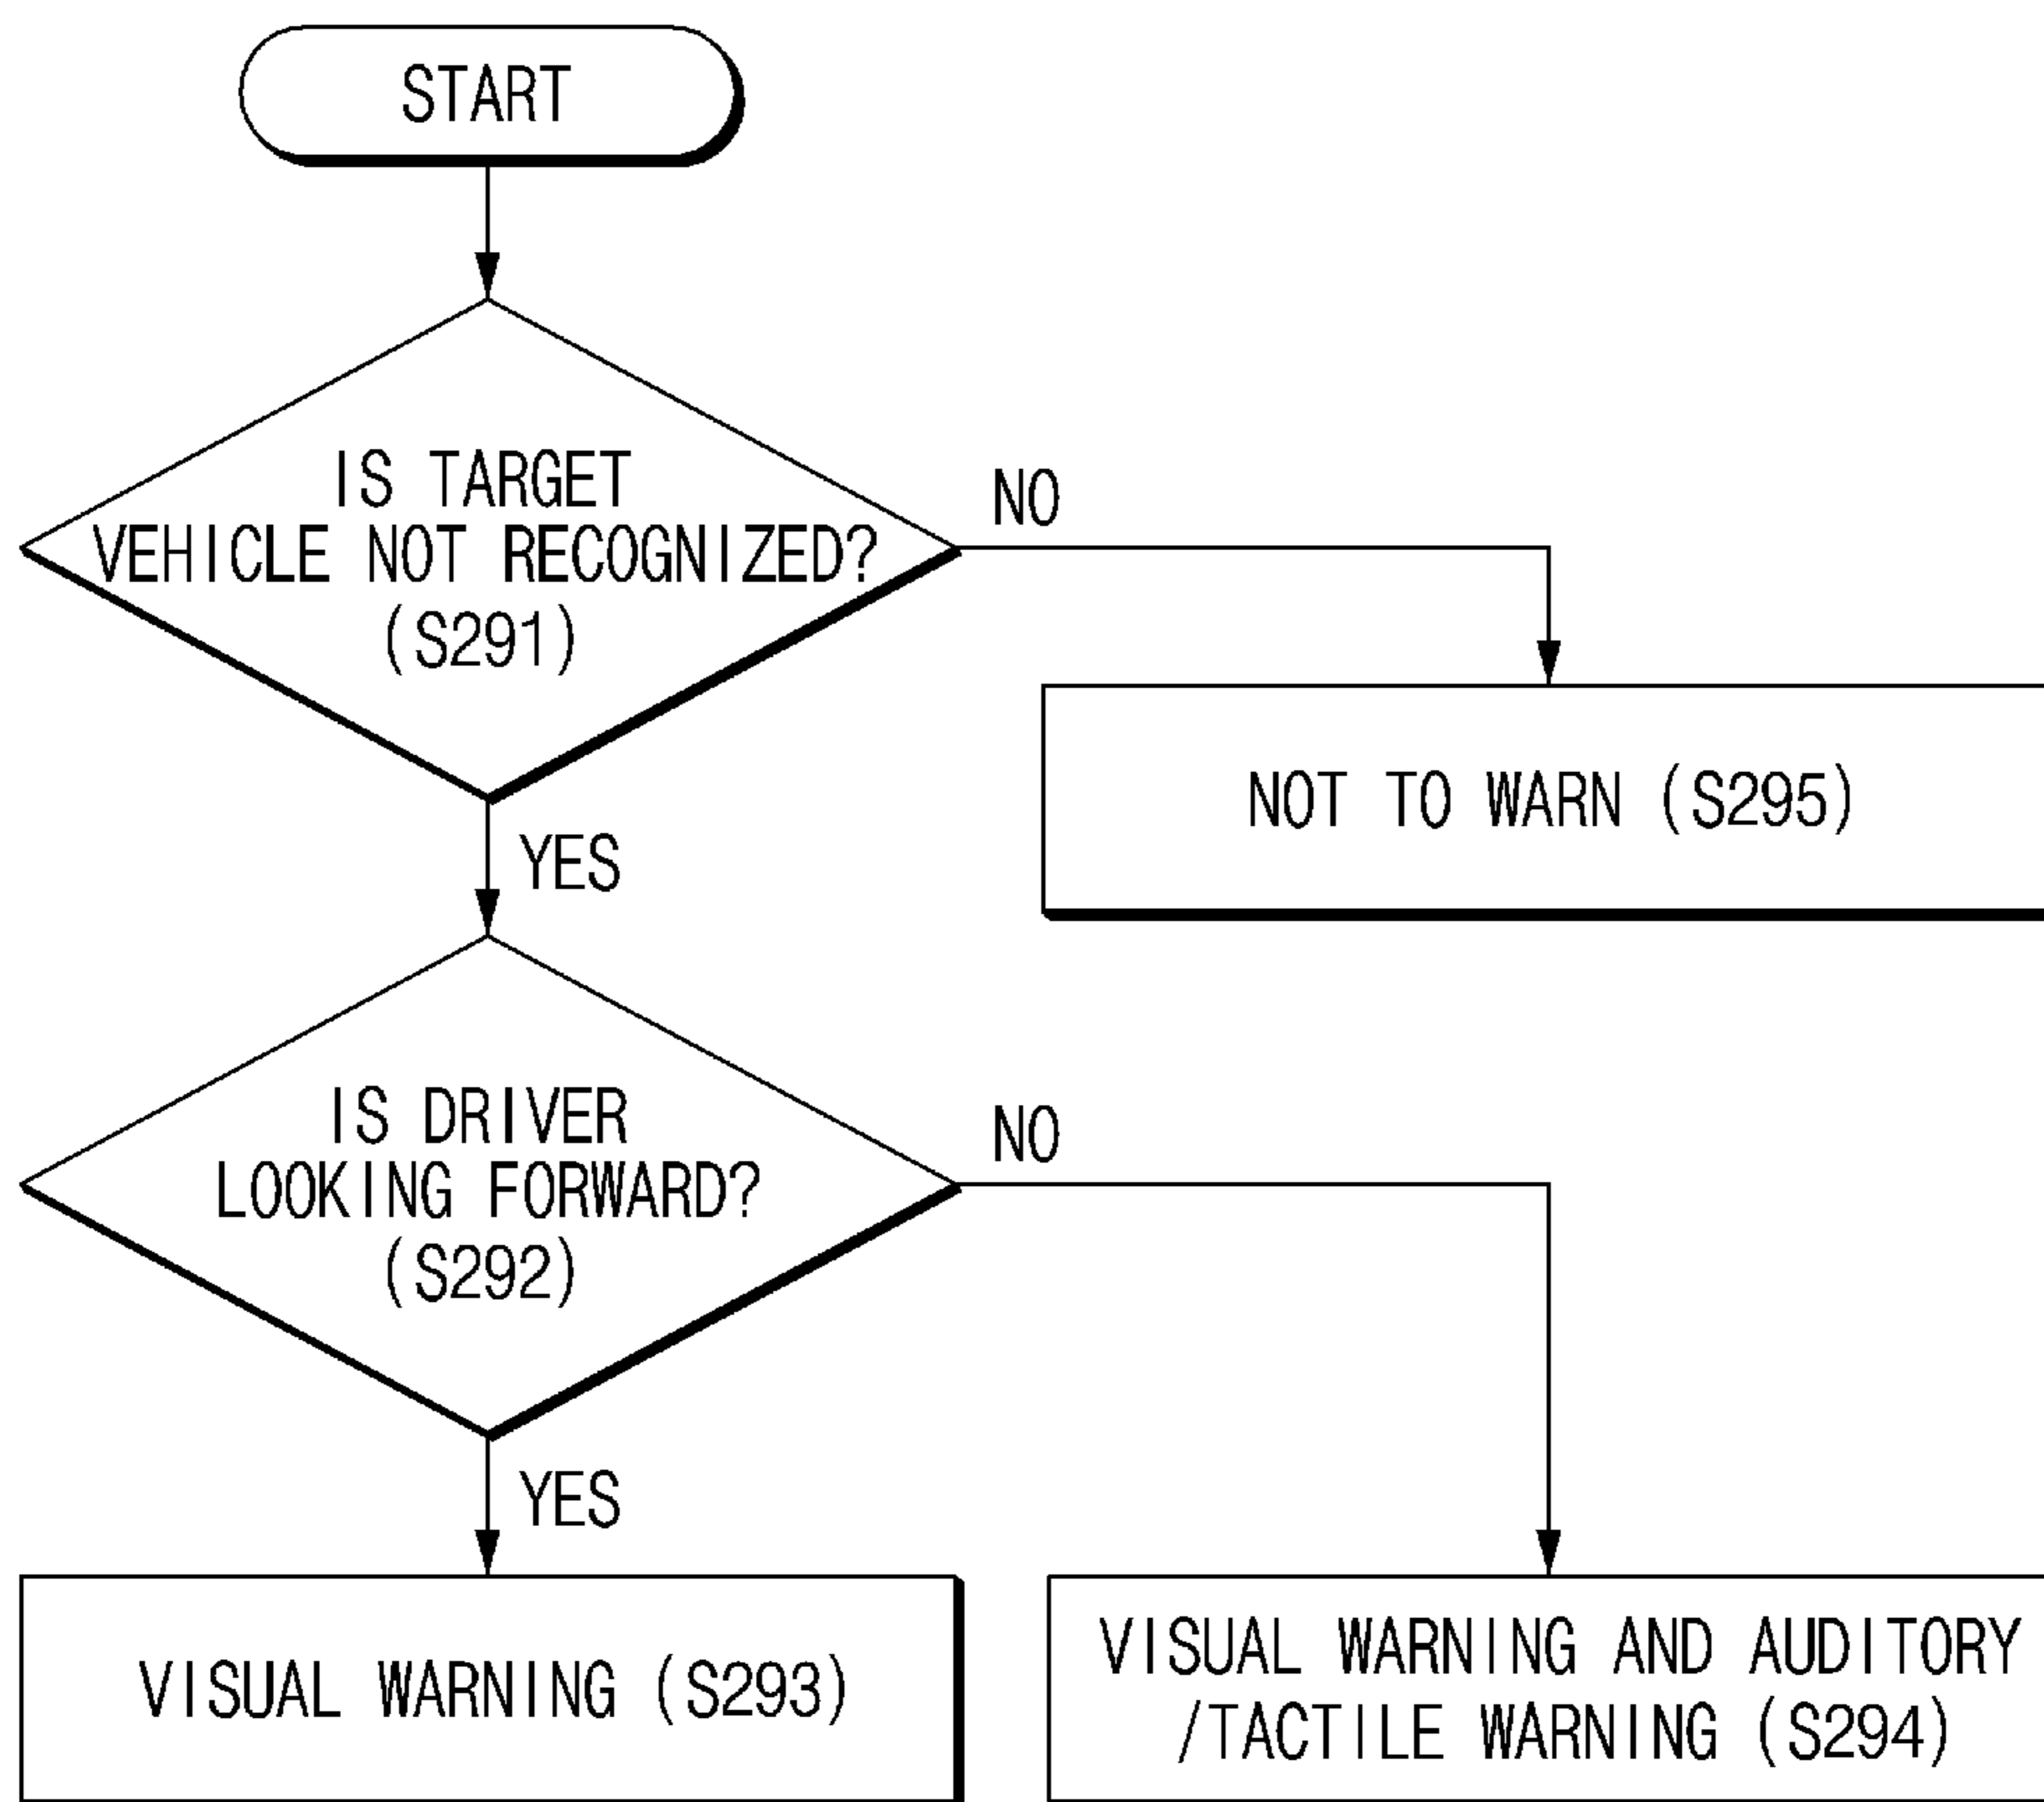 START
IS TARGET
VEHICLE NOT RECOGNIZED?
(S291)
NO
NOT TO WARN (S295)
YES
IS DRIVER
LOOKING FORWARD?
(S292)
NO
YES
VISUAL WARNING (S293)
VISUAL WARNING AND AUDITORY
/TACTILE WARNING (S294)